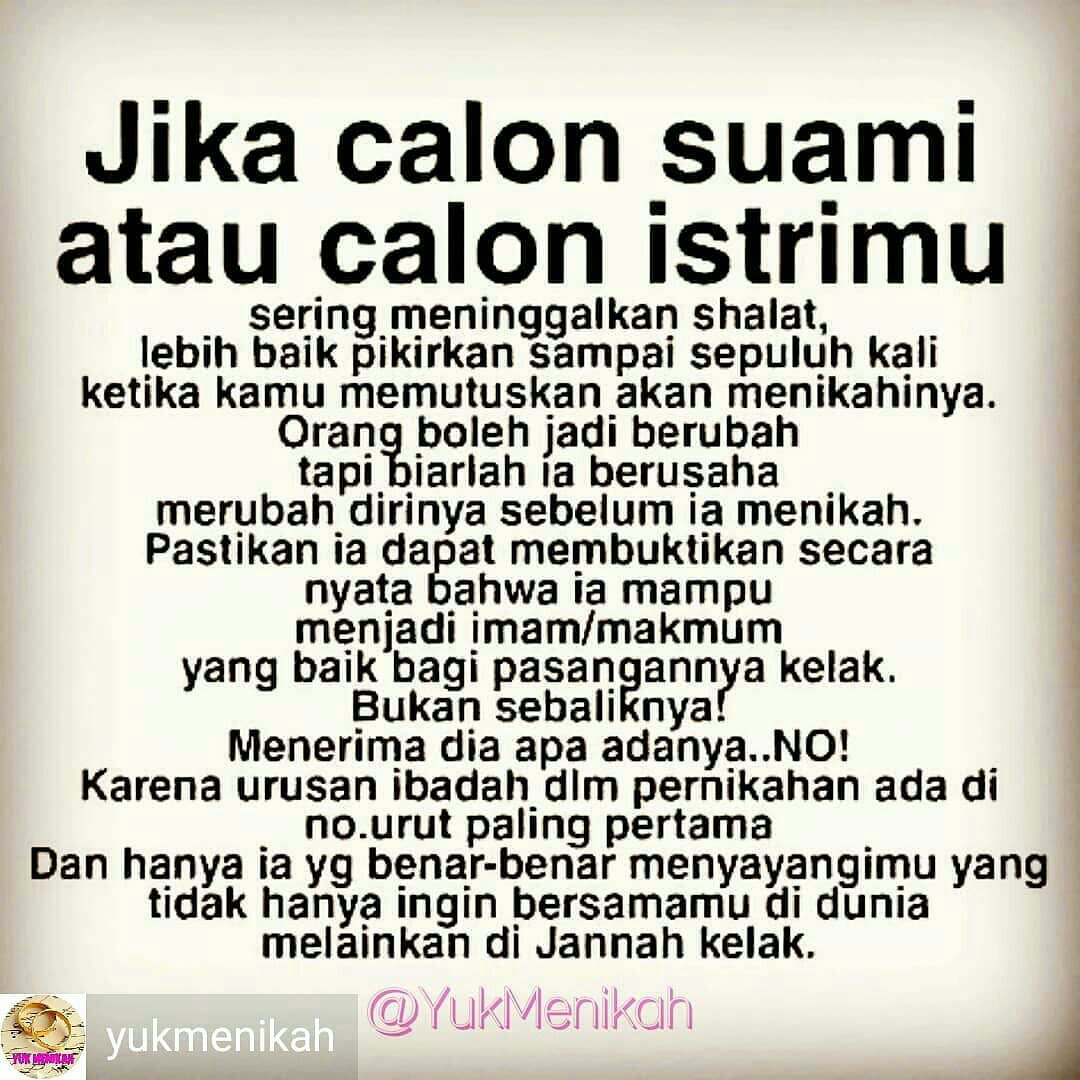 Jika calon suami
atau calon istrimu
sering meninggalkan shalat,
lebih baik pikirkan sampai sepuluh kali
ketika kamu memutuskan akan menikahinya.
Orang boleh jadi berubah
tapi biarlah ia berusaha
merubah dirinya sebelum ia menikah.
Pastikan ia dapat membuktikan secara
nyata bahwa ia mampu
menjadi imam/makmum
yang baik bagi pasangannya kelak.
Bukan sebaliknya!
Menerima dia apa adanya..NO!
Karena urusan ibadah dlm pernikahan ada di
no.urut paling pertama
Dan hanya ia yg benar-benar menyayangimu yang
tidak hanya ingin bersamamu di dunia
melainkan di Jannah kelak.
@YukMenikah
YUK MENIKAH
yukmenikah